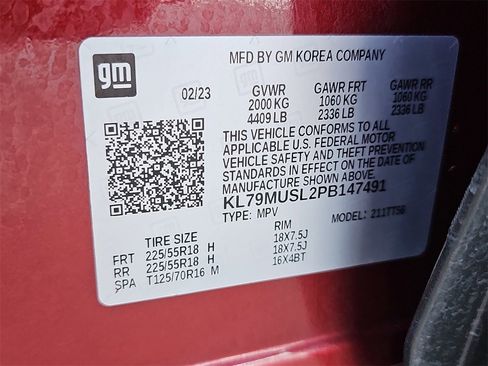 gm
MFD BY GM KOREA COMPANY
02/23 GVWR GAWR FRT GAWR RR
2000 KG 1060 KG 1060 KG
4409 LB 2336 LB 2336 LB
THIS VEHICLE CONFORMS TO ALL
APPLICABLE U.S. FEDERAL MOTOR
VEHICLE SAFETY AND THEFT PREVENTION
STANDARDS IN EFFECT ON THE DATE OF
MANUFACTURE SHOWN ABOVE.
KL79MUSL2PB147491
TYPE: MPV MODEL: 211TT56
TIRE SIZE RIM
FRT 225/55R18 H 18X7.5J
RR 225/55R18 H 18X7.5J
SPA T125/70R16 M 16X4BT